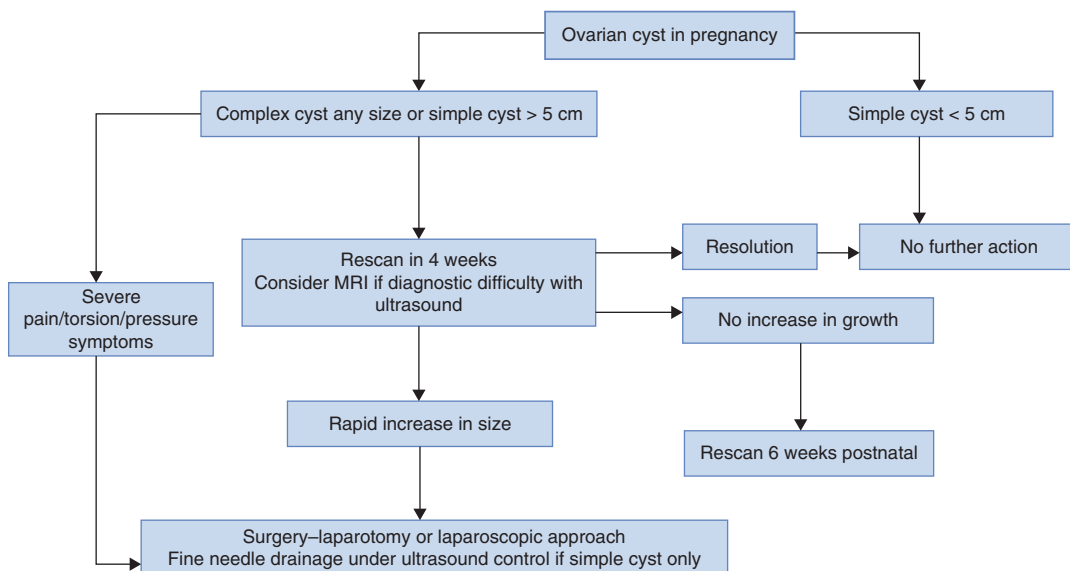 Ovarian cyst in pregnancy
Complex cyst any size or simple cyst > 5 cm
Simple cyst < 5 cm
Rescan in 4 weeks
Consider MRI if diagnostic difficulty with
ultrasound
Resolution
No further action
Severe
pain/torsion/pressure
symptoms
No increase in growth
Rapid increase in size
Rescan 6 weeks postnatal
Surgery–laparotomy or laparoscopic approach
Fine needle drainage under ultrasound control if simple cyst only